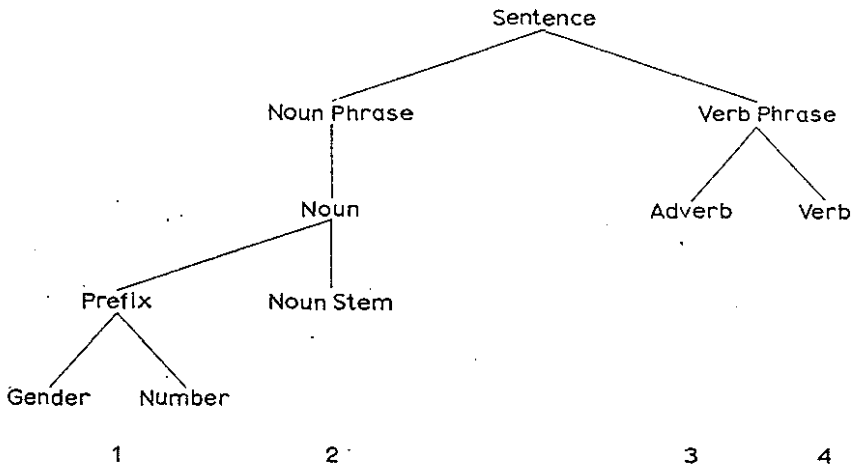 Sentence
Noun Phrase Verb Phrase
Noun Adverb Verb
Prefix Noun Stem
Gender Number
1 2 3 4